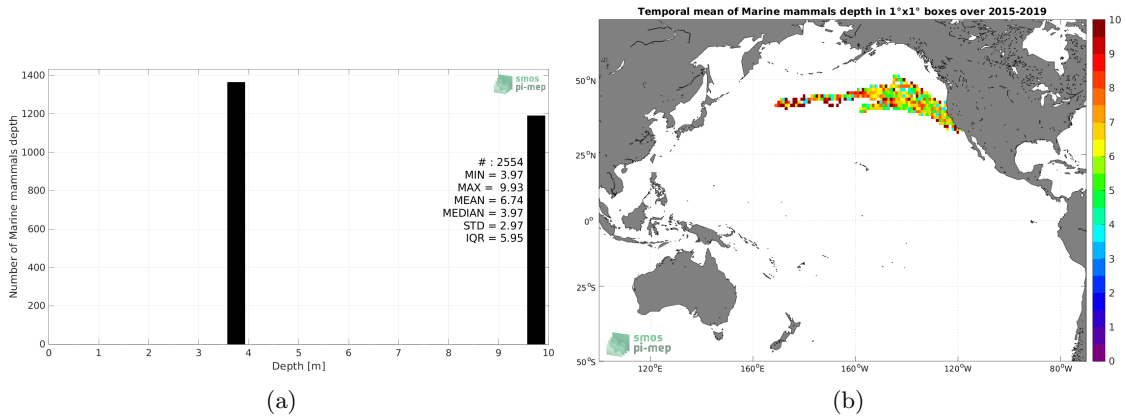 1400
1200
1000
800
600
400
200
0
Number of Marine mammals depth
smos
pi-mep
# : 2554
MIN = 3.97
MAX = 9.93
MEAN = 6.74
MEDIAN = 3.97
STD = 2.97
IQR = 5.95
0 1 2 3 4 5 6 7 8 9 10
Depth [m]
(a)
Temporal mean of Marine mammals depth in 1°x1° boxes over 2015-2019
50°N
25°N
0°
25°S
50°S
120°E 160°E 160°W 120°W 80°W
smos
pi-mep
10
9
8
7
6
5
4
3
2
1
0
(b)